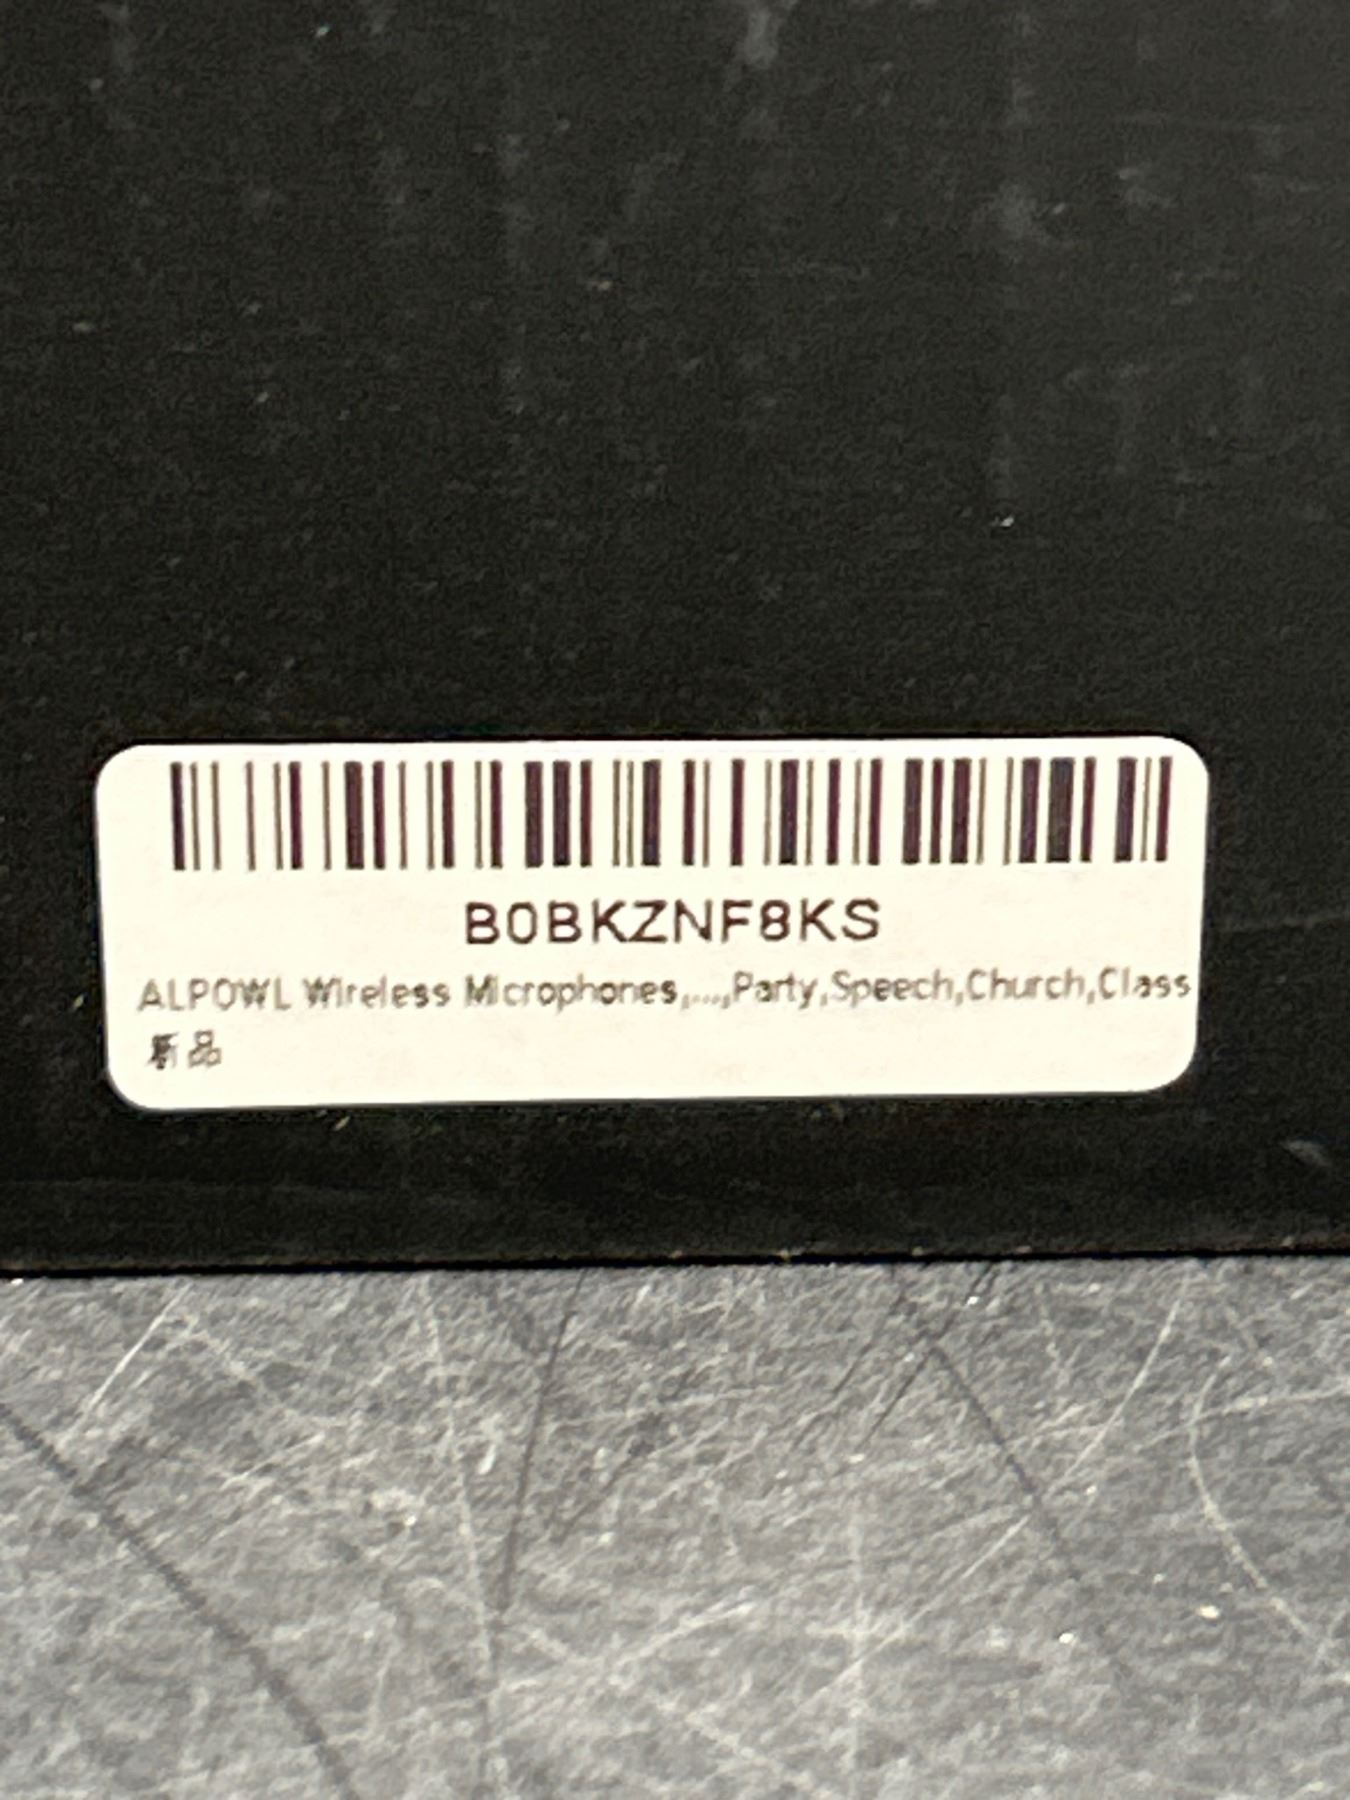 B0BKZNF8KS
ALPOWL Wireless Microphones,...,Party,Speech,Church,Class
新品